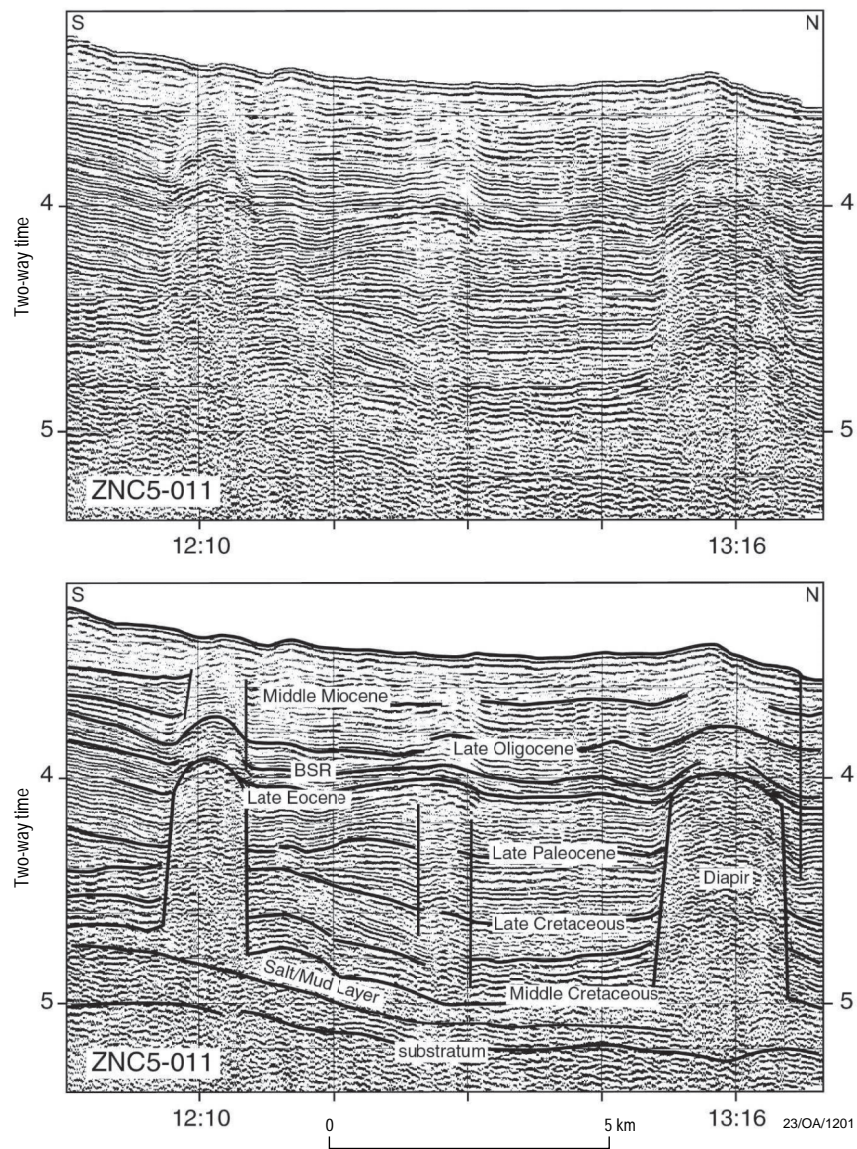 S N
Two-way time
4 4
5 5
ZNC5-011
12:10 13:16
S N
Middle Miocene
Late Oligocene
BSR
4 4
Late Eocene
Two-way time
Late Paleocene
Diapir
Late Cretaceous
Salt/Mud Layer
Middle Cretaceous
5 5
substratum
ZNC5-011
12:10 13:16
0 5 km
23/OA/1201